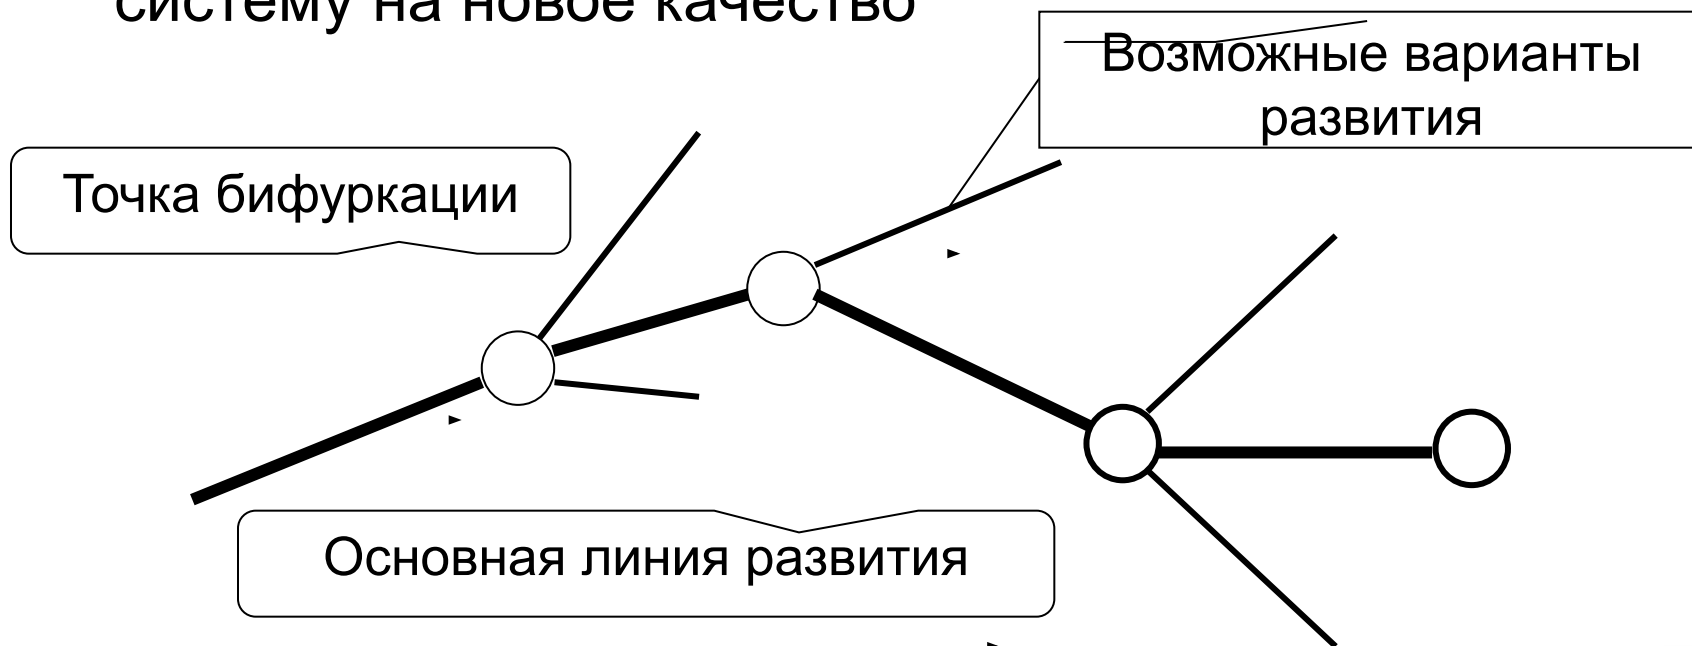 систему на новое качество
Возможные варианты
развития
Точка бифуркации
Основная линия развития